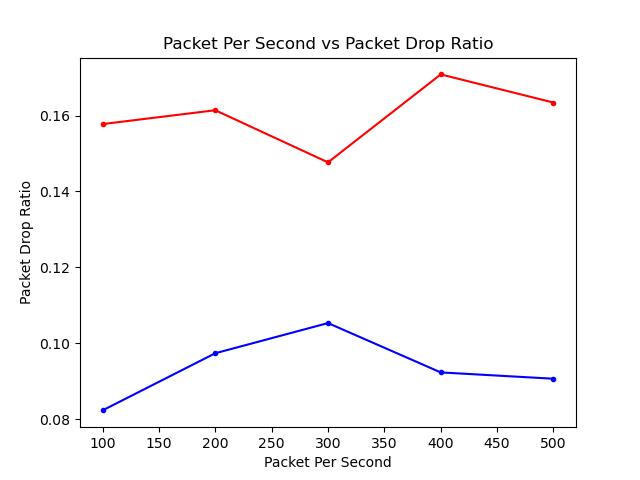 Packet Per Second vs Packet Drop Ratio
0.16
0.14
0.12
0.10
0.08
Packet Drop Ratio
100 150 200 250 300 350 400 450 500
Packet Per Second